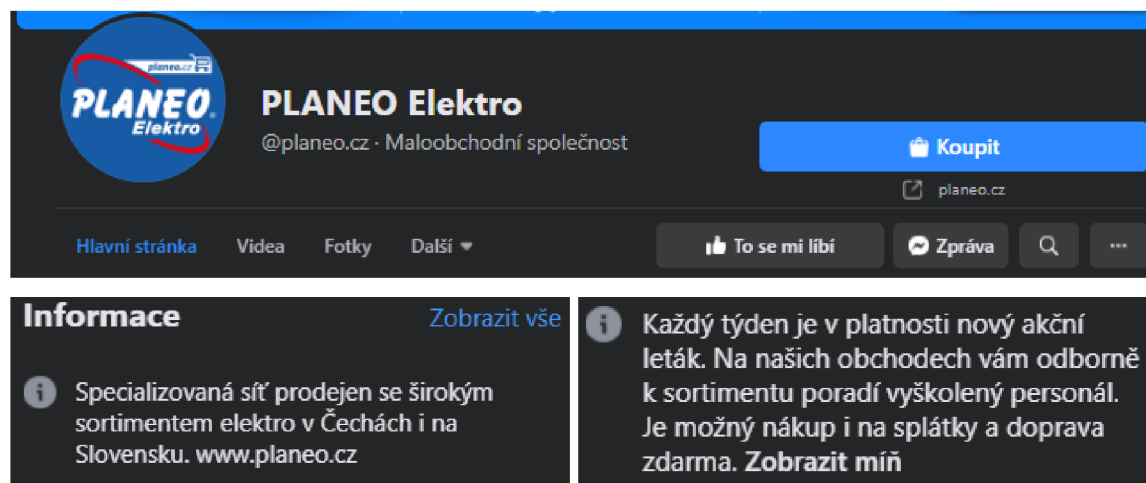 planeo.cz
PLANEO.
Elektro
PLANEO Elektro
@planeo.cz · Maloobchodní společnost
Koupit
planeo.cz
Hlavní stránka Videa Fotky Další
To se mi líbí Zpráva
Informace Zobrazit vše
Specializovaná síť prodejen se širokým
sortimentem elektro v Čechách i na
Slovensku. www.planeo.cz
Každý týden je v platnosti nový akční
leták. Na našich obchodech vám odborně
k sortimentu poradí vyškolený personál.
Je možný nákup i na splátky a doprava
zdarma. Zobrazit míň